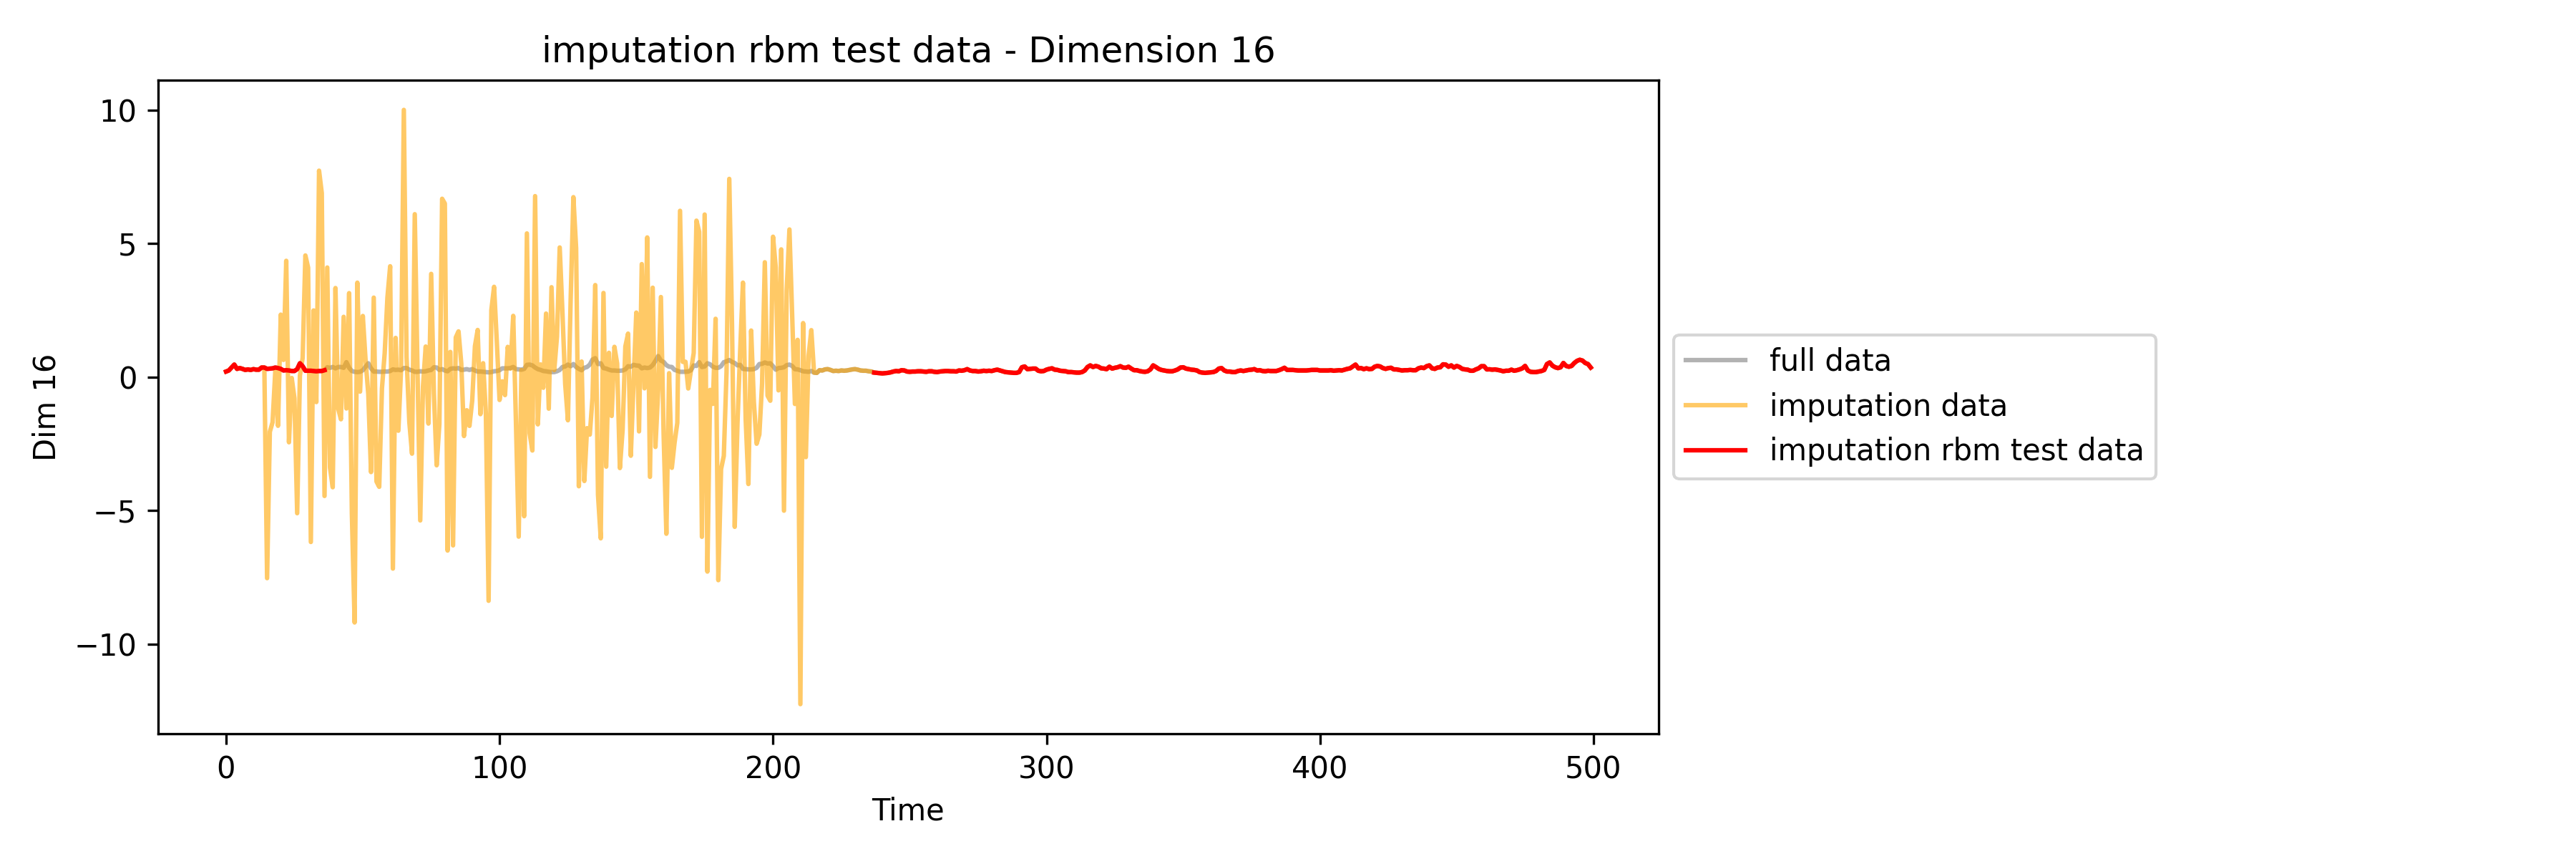 imputation rbm test data - Dimension 16
10
5
0
−5
−10
Dim 16
0 100 200 300 400 500
Time
full data
imputation data
imputation rbm test data